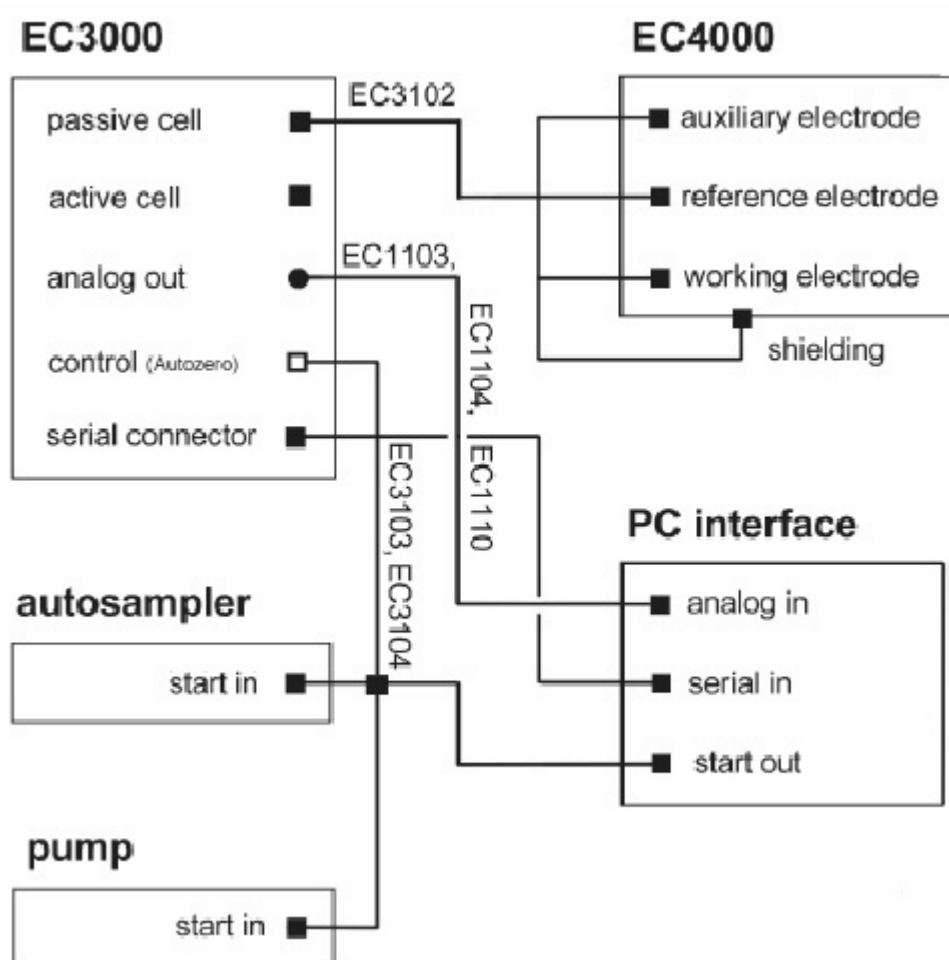 EC3000
passive cell
active cell
analog out
control (Autozero)
serial connector
EC3102
EC1103,
EC1104, EC1110
EC3103, EC3104
EC4000
auxiliary electrode
reference electrode
working electrode
shielding
PC interface
analog in
serial in
start out
autosampler
start in
pump
start in